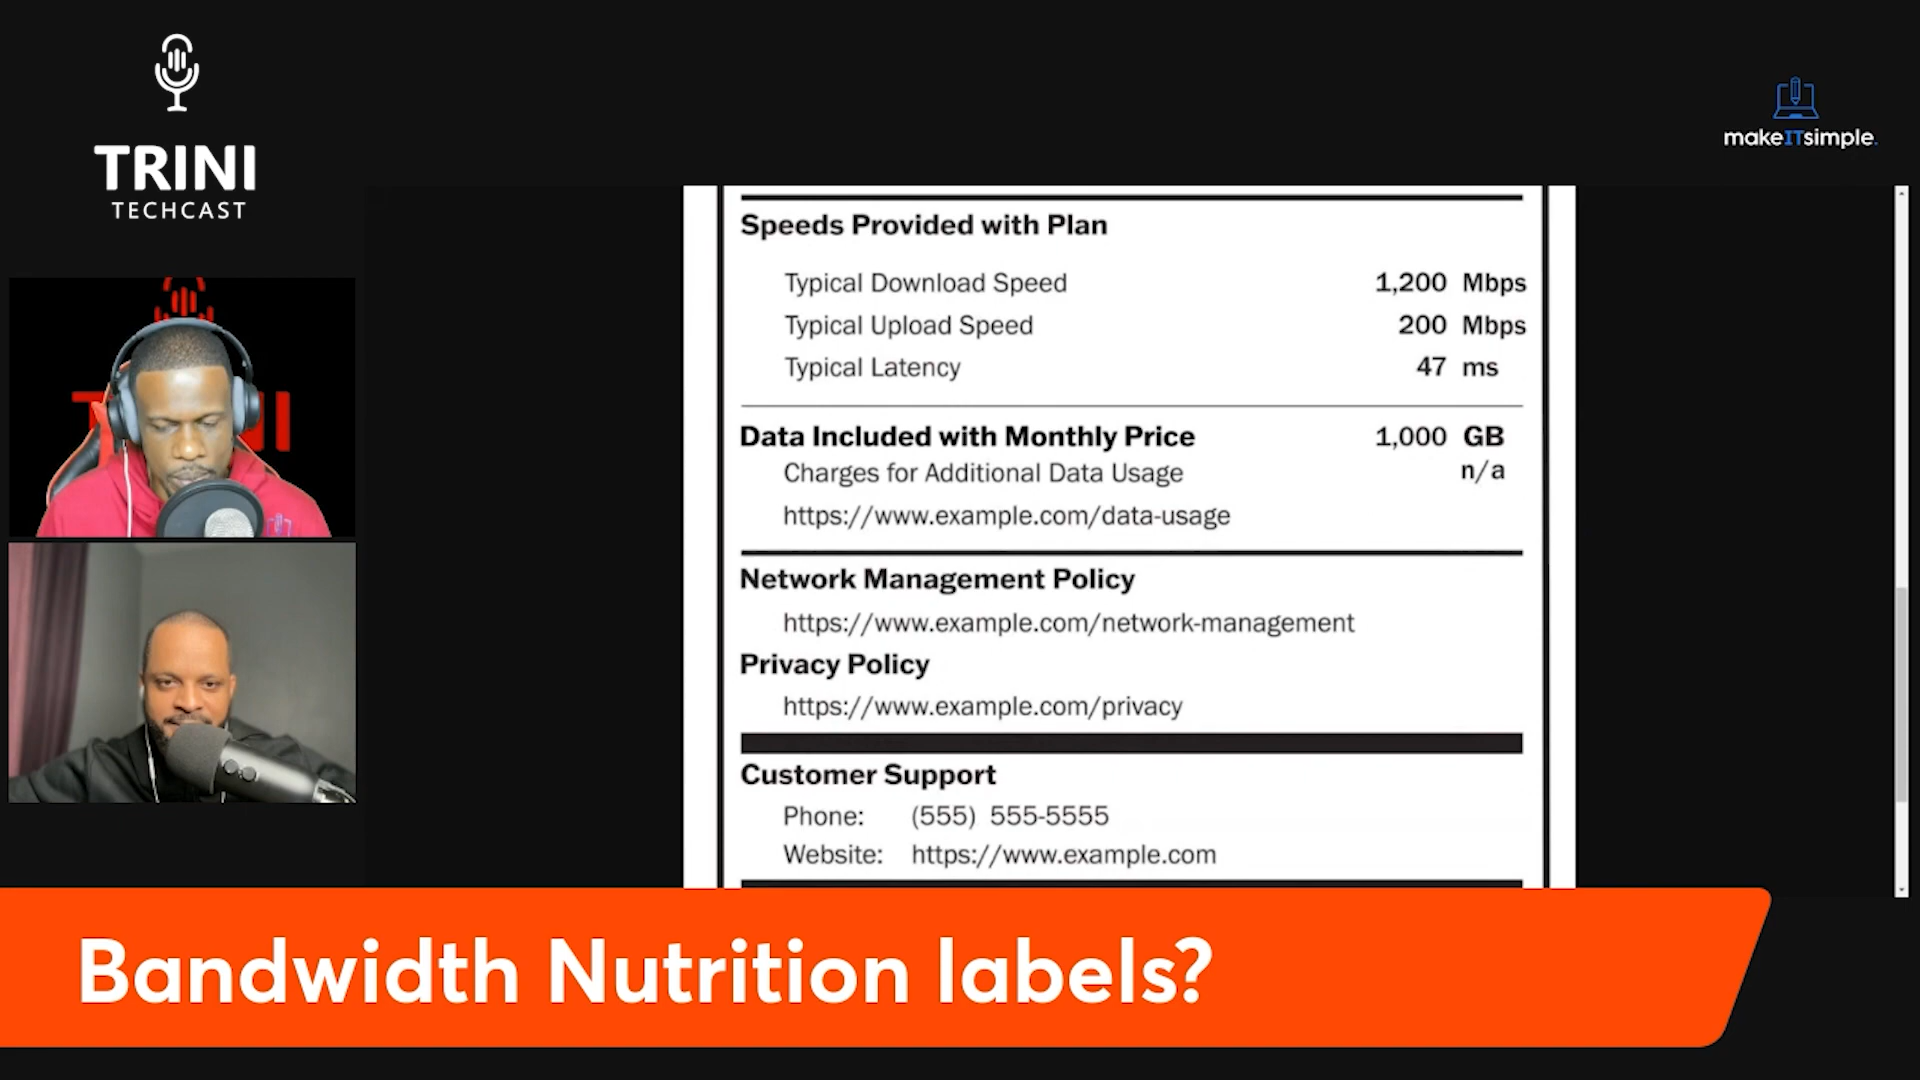 TRINI
TECHCAST
makeITsimple.
Speeds Provided with Plan
Typical Download Speed 1,200 Mbps
Typical Upload Speed 200 Mbps
Typical Latency 47 ms
Data Included with Monthly Price 1,000 GB
Charges for Additional Data Usage n/a
https://www.example.com/data-usage
Network Management Policy
https://www.example.com/network-management
Privacy Policy
https://www.example.com/privacy
Customer Support
Phone: (555) 555-5555
Website: https://www.example.com
Bandwidth Nutrition labels?